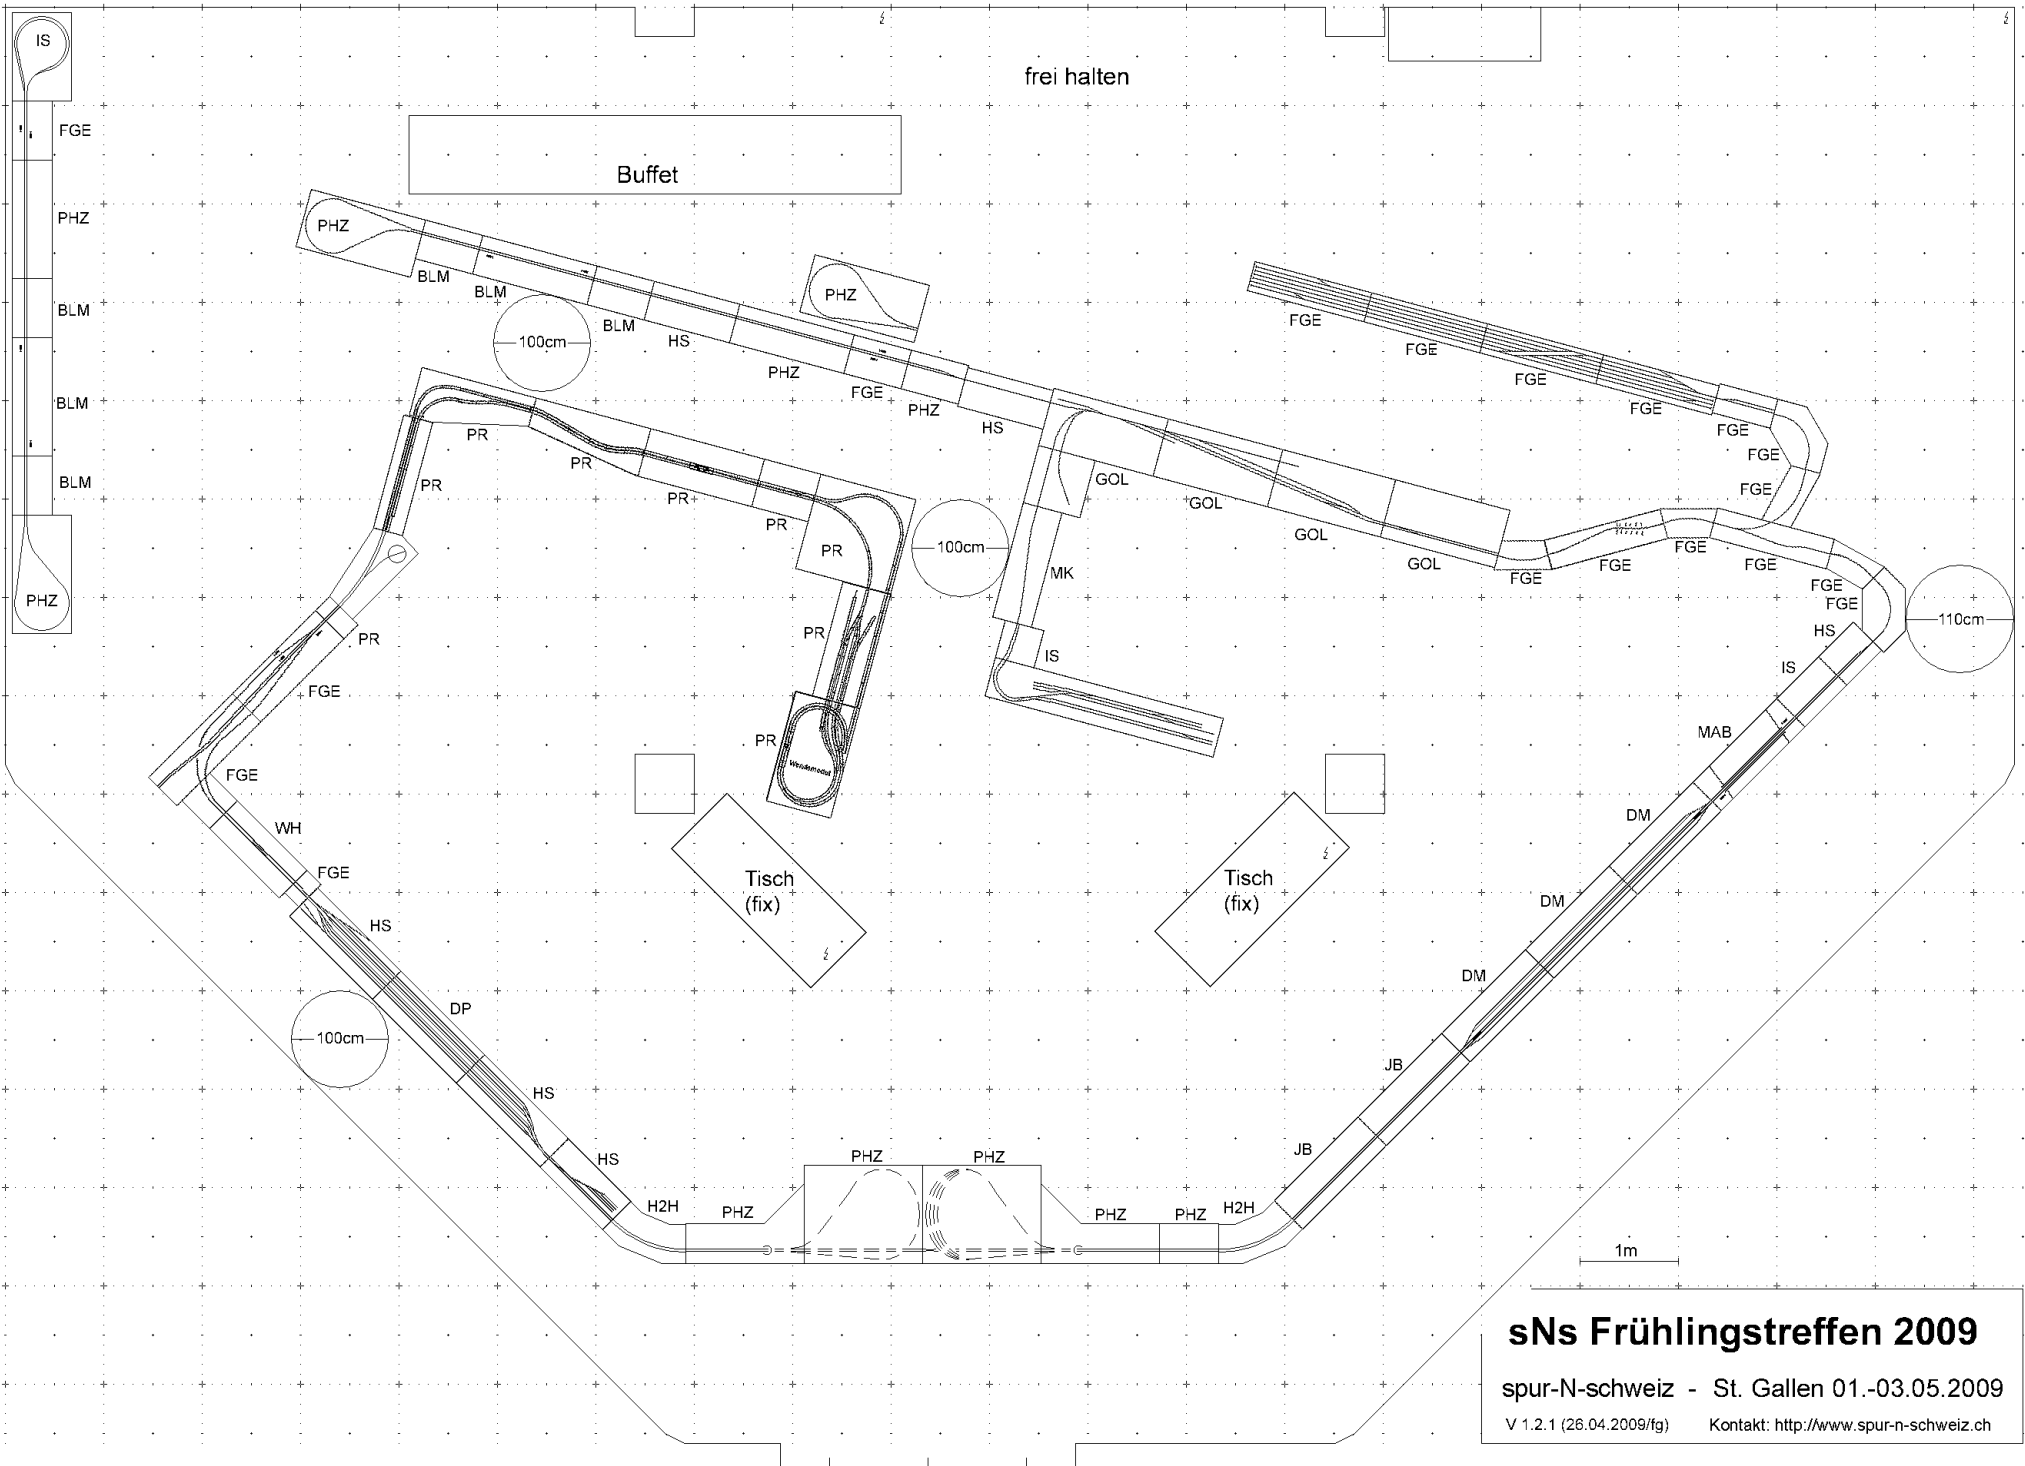 IS
frei halten
FGE
Buffet
PHZ
PHZ
BLM
BLM
PHZ
BLM
BLM
FGE
BLM
HS
FGE
100cm
PHZ
FGE
FGE
BLM
PHZ
FGE
HS
FGE
PR
PR
FGE
BLM
PR
GOL
FGE
PR
GOL
PR
GOL
FGE
100cm
PR
GOL
FGE
FGE
FGE
MK
FGE
FGE
PHZ
FGE
110cm
PR
PR
HS
IS
IS
FGE
MAB
PR
Wendemodul
FGE
DM
WH
FGE
Tisch
(fix)
Tisch
(fix)
DM
HS
DM
DP
100cm
JB
HS
JB
HS
PHZ
PHZ
H2H
PHZ
PHZ
PHZ
H2H
1m
sNs Frühlingstreffen 2009
spur-N-schweiz - St. Gallen 01.-03.05.2009
V 1.2.1 (26.04.2009/fg) Kontakt: http://www.spur-n-schweiz.ch